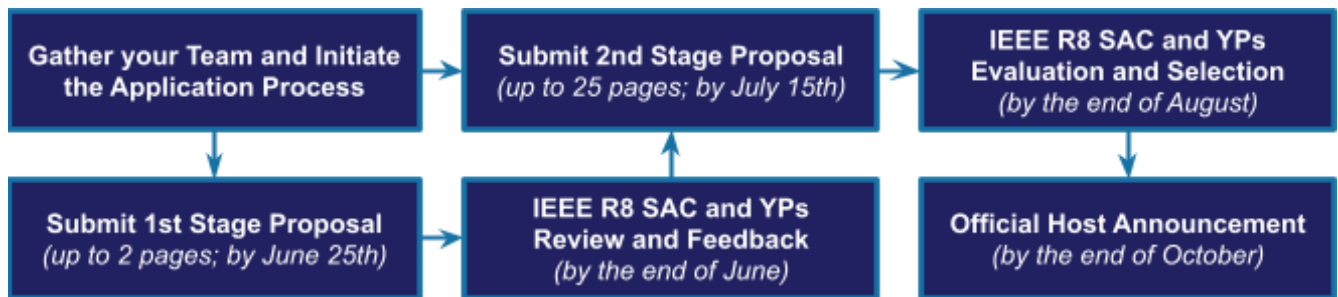 Gather your Team and Initiate
the Application Process
Submit 1st Stage Proposal
(up to 2 pages; by June 25th)
IEEE R8 SAC and YPs
Review and Feedback
(by the end of June)
Submit 2nd Stage Proposal
(up to 25 pages; by July 15th)
IEEE R8 SAC and YPs
Evaluation and Selection
(by the end of August)
Official Host Announcement
(by the end of October)